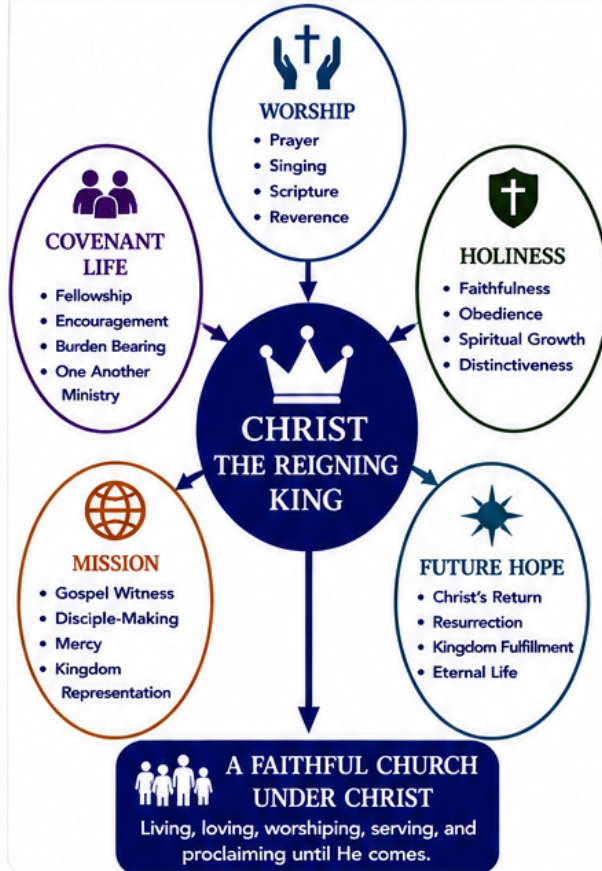 WORSHIP
• Prayer
• Singing
• Scripture
• Reverence
COVENANT
LIFE
• Fellowship
• Encouragement
• Burden Bearing
• One Another
Ministry
HOLINESS
• Faithfulness
• Obedience
• Spiritual Growth
• Distinctiveness
CHRIST
THE REIGNING
KING
MISSION
• Gospel Witness
• Disciple-Making
• Mercy
• Kingdom
Representation
FUTURE HOPE
• Christ's Return
• Resurrection
• Kingdom Fulfillment
• Eternal Life
A FAITHFUL CHURCH
UNDER CHRIST
Living, loving, worshiping, serving, and
proclaiming until He comes.